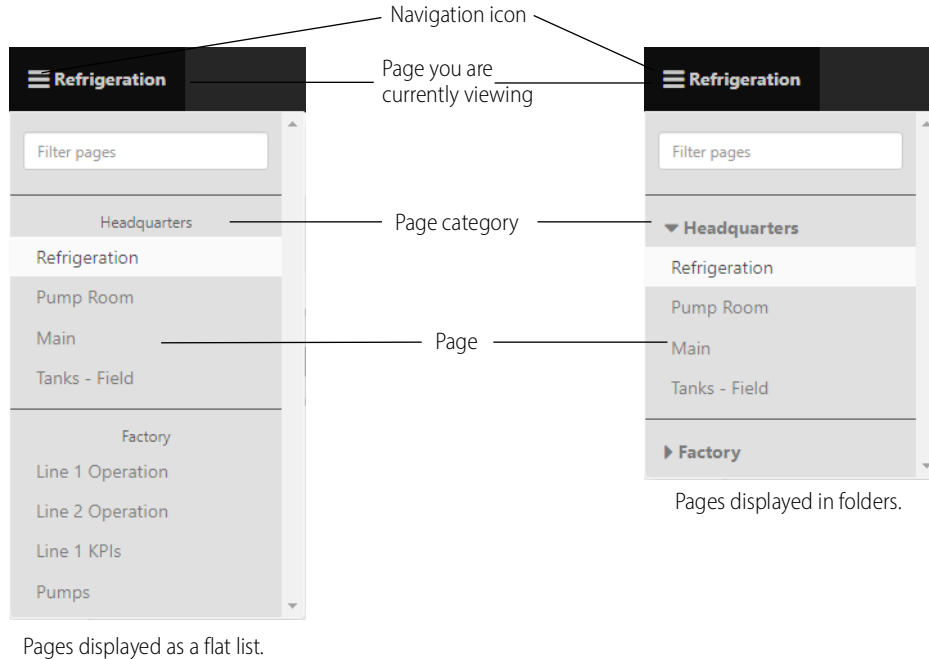 Navigation icon
Refrigeration
Page you are
currently viewing
Refrigeration
Filter pages
Filter pages
Headquarters
Page category
Headquarters
Refrigeration
Refrigeration
Pump Room
Pump Room
Main
Page
Main
Tanks - Field
Tanks - Field
Factory
Factory
Line 1 Operation
Line 2 Operation
Pages displayed in folders.
Line 1 KPIs
Pumps
Pages displayed as a flat list.